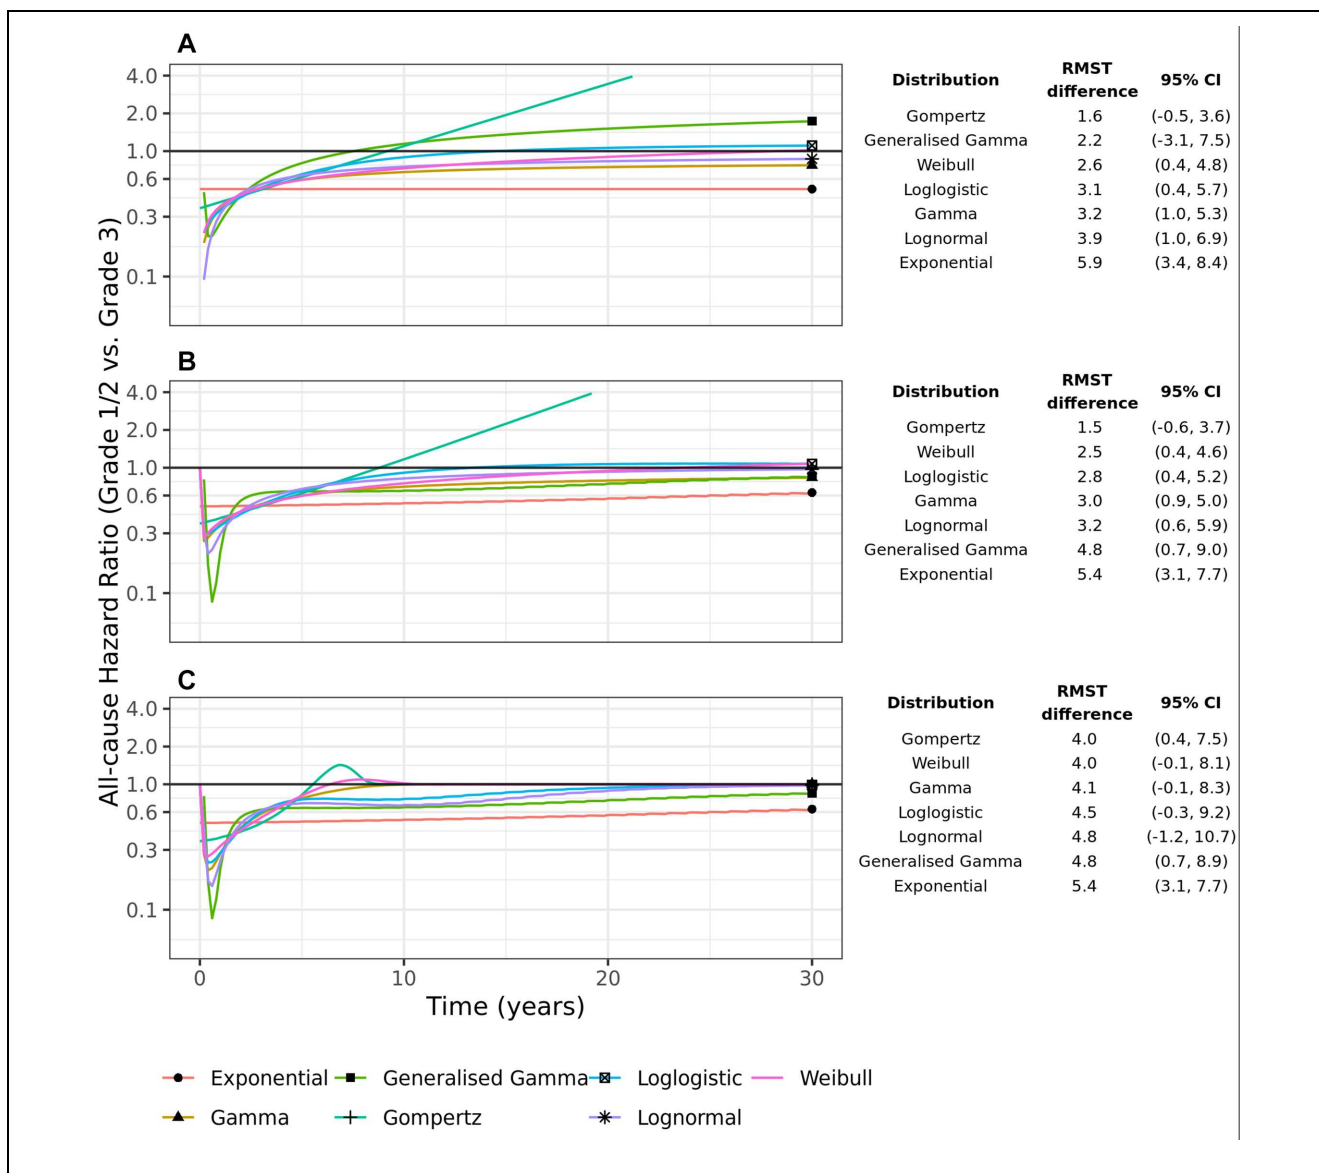 All-cause Hazard Ratio (Grade 1/2 vs. Grade 3)
A
4.0
2.0
1.0
0.6
0.3
0.1
Distribution RMST difference 95% CI
Gompertz 1.6 (-0.5, 3.6)
Generalised Gamma 2.2 (-3.1, 7.5)
Weibull 2.6 (0.4, 4.8)
Loglogistic 3.1 (0.4, 5.7)
Gamma 3.2 (1.0, 5.3)
Lognormal 3.9 (1.0, 6.9)
Exponential 5.9 (3.4, 8.4)
B
4.0
2.0
1.0
0.6
0.3
0.1
Distribution RMST difference 95% CI
Gompertz 1.5 (-0.6, 3.7)
Weibull 2.5 (0.4, 4.6)
Loglogistic 2.8 (0.4, 5.2)
Gamma 3.0 (0.9, 5.0)
Lognormal 3.2 (0.6, 5.9)
Generalised Gamma 4.8 (0.7, 9.0)
Exponential 5.4 (3.1, 7.7)
C
4.0
2.0
1.0
0.6
0.3
0.1
Distribution RMST difference 95% CI
Gompertz 4.0 (0.4, 7.5)
Weibull 4.0 (-0.1, 8.1)
Gamma 4.1 (-0.1, 8.3)
Loglogistic 4.5 (-0.3, 9.2)
Lognormal 4.8 (-1.2, 10.7)
Generalised Gamma 4.8 (0.7, 8.9)
Exponential 5.4 (3.1, 7.7)
0 10 20 30
Time (years)
Exponential Generalised Gamma Loglogistic Weibull
Gamma Gompertz Lognormal